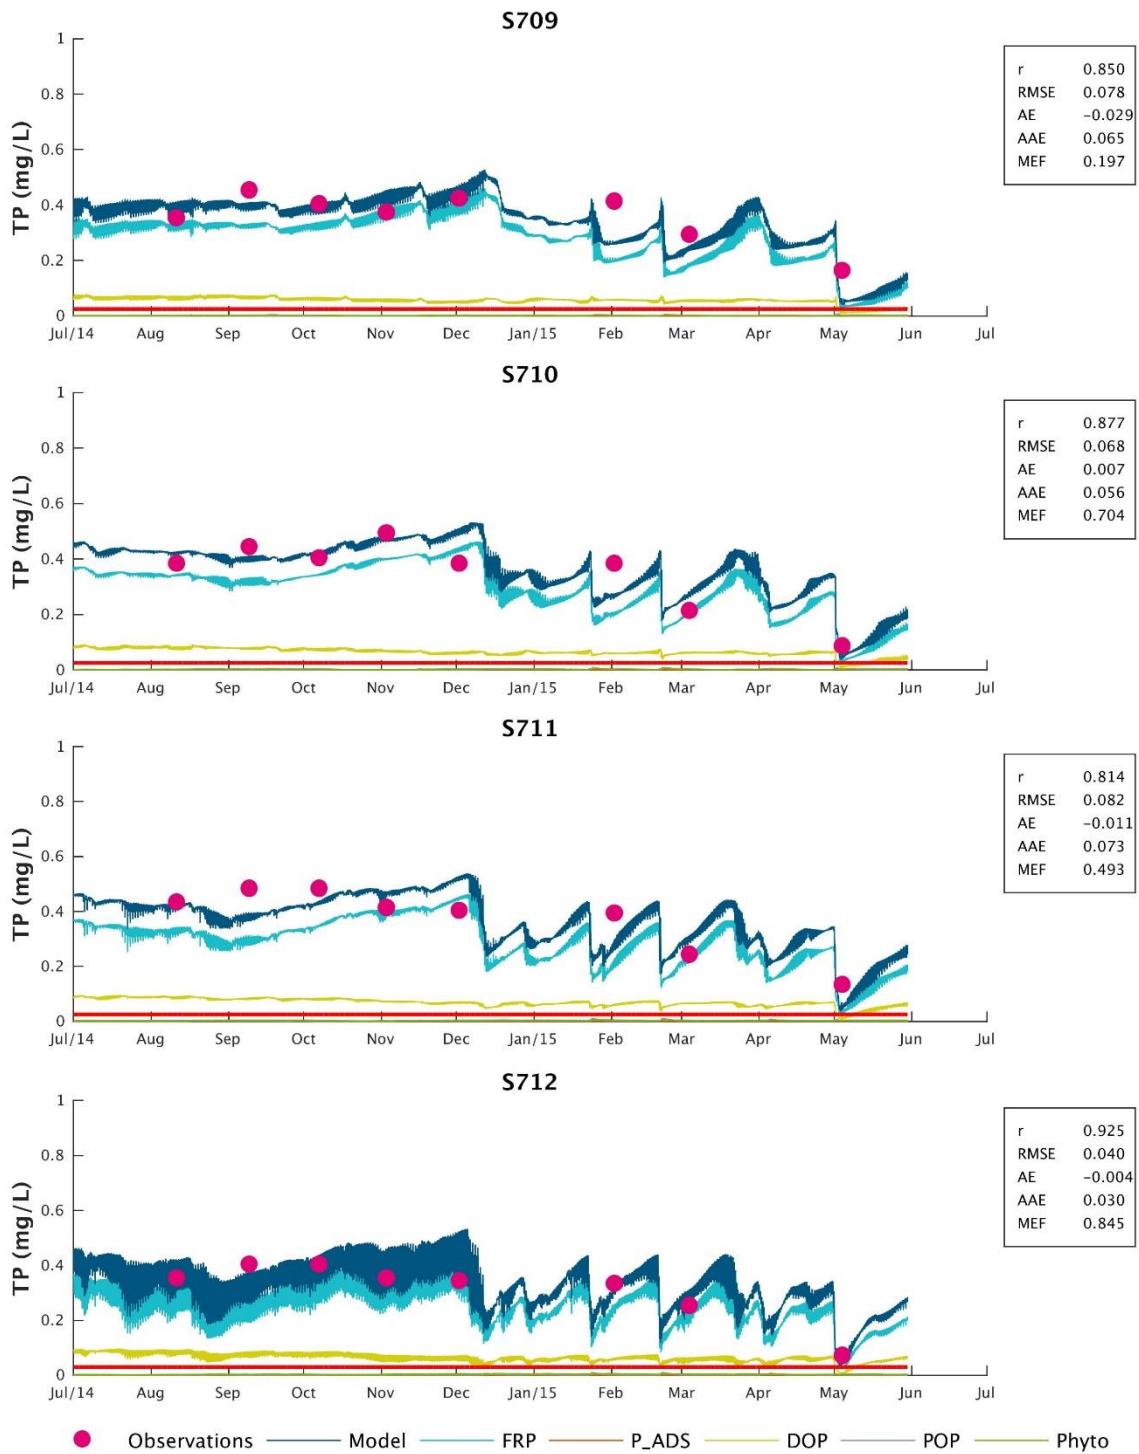 S709
TP (mg/L)
1
0.8
0.6
0.4
0.2
0
Jul/14 Aug Sep Oct Nov Dec Jan/15 Feb Mar Apr May Jun Jul
r 0.850
RMSE 0.078
AE -0.029
AAE 0.065
MEF 0.197
S710
TP (mg/L)
1
0.8
0.6
0.4
0.2
0
Jul/14 Aug Sep Oct Nov Dec Jan/15 Feb Mar Apr May Jun Jul
r 0.877
RMSE 0.068
AE 0.007
AAE 0.056
MEF 0.704
S711
TP (mg/L)
1
0.8
0.6
0.4
0.2
0
Jul/14 Aug Sep Oct Nov Dec Jan/15 Feb Mar Apr May Jun Jul
r 0.814
RMSE 0.082
AE -0.011
AAE 0.073
MEF 0.493
S712
TP (mg/L)
1
0.8
0.6
0.4
0.2
0
Jul/14 Aug Sep Oct Nov Dec Jan/15 Feb Mar Apr May Jun Jul
r 0.925
RMSE 0.040
AE -0.004
AAE 0.030
MEF 0.845
Observations Model FRP P_ADS DOP POP Phyto